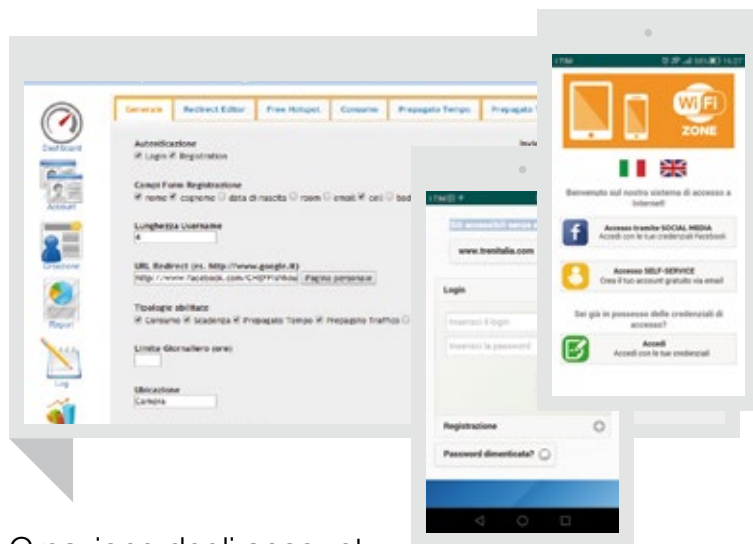 Generale Redirect Editor Free Hotspot Consumo Prepagato Tempo Prepagato
Autenticazione
Login Registration
Campi Form Registrazione
nome cognome data di nascita room email cell
Lunghezza Username
4
URL Redirect (es. http://www.google.it)
Pagina personale
Tipologie abilitate
Consumo Scadenza Prepagato Tempo Prepagato Traffico
Limite Giornaliero (ore)
Ubicazione
Camera
Dashboard
Account
Creazione
Report
Log
www.trenitalia.com
Login
Inserisci il login
Inserisci la password
Registrazione
Password dimenticata?
16:27
WiFi
ZONE
Benvenuto sul nostro sistema di accesso a
internet!
Accesso tramite SOCIAL MEDIA
Accedi con le tue credenziali Facebook
Accesso SELF-SERVICE
Crea il tuo account gratuito via email
Sei già in possesso delle credenziali di
accesso?
Accedi
Accedi con le tue credenziali